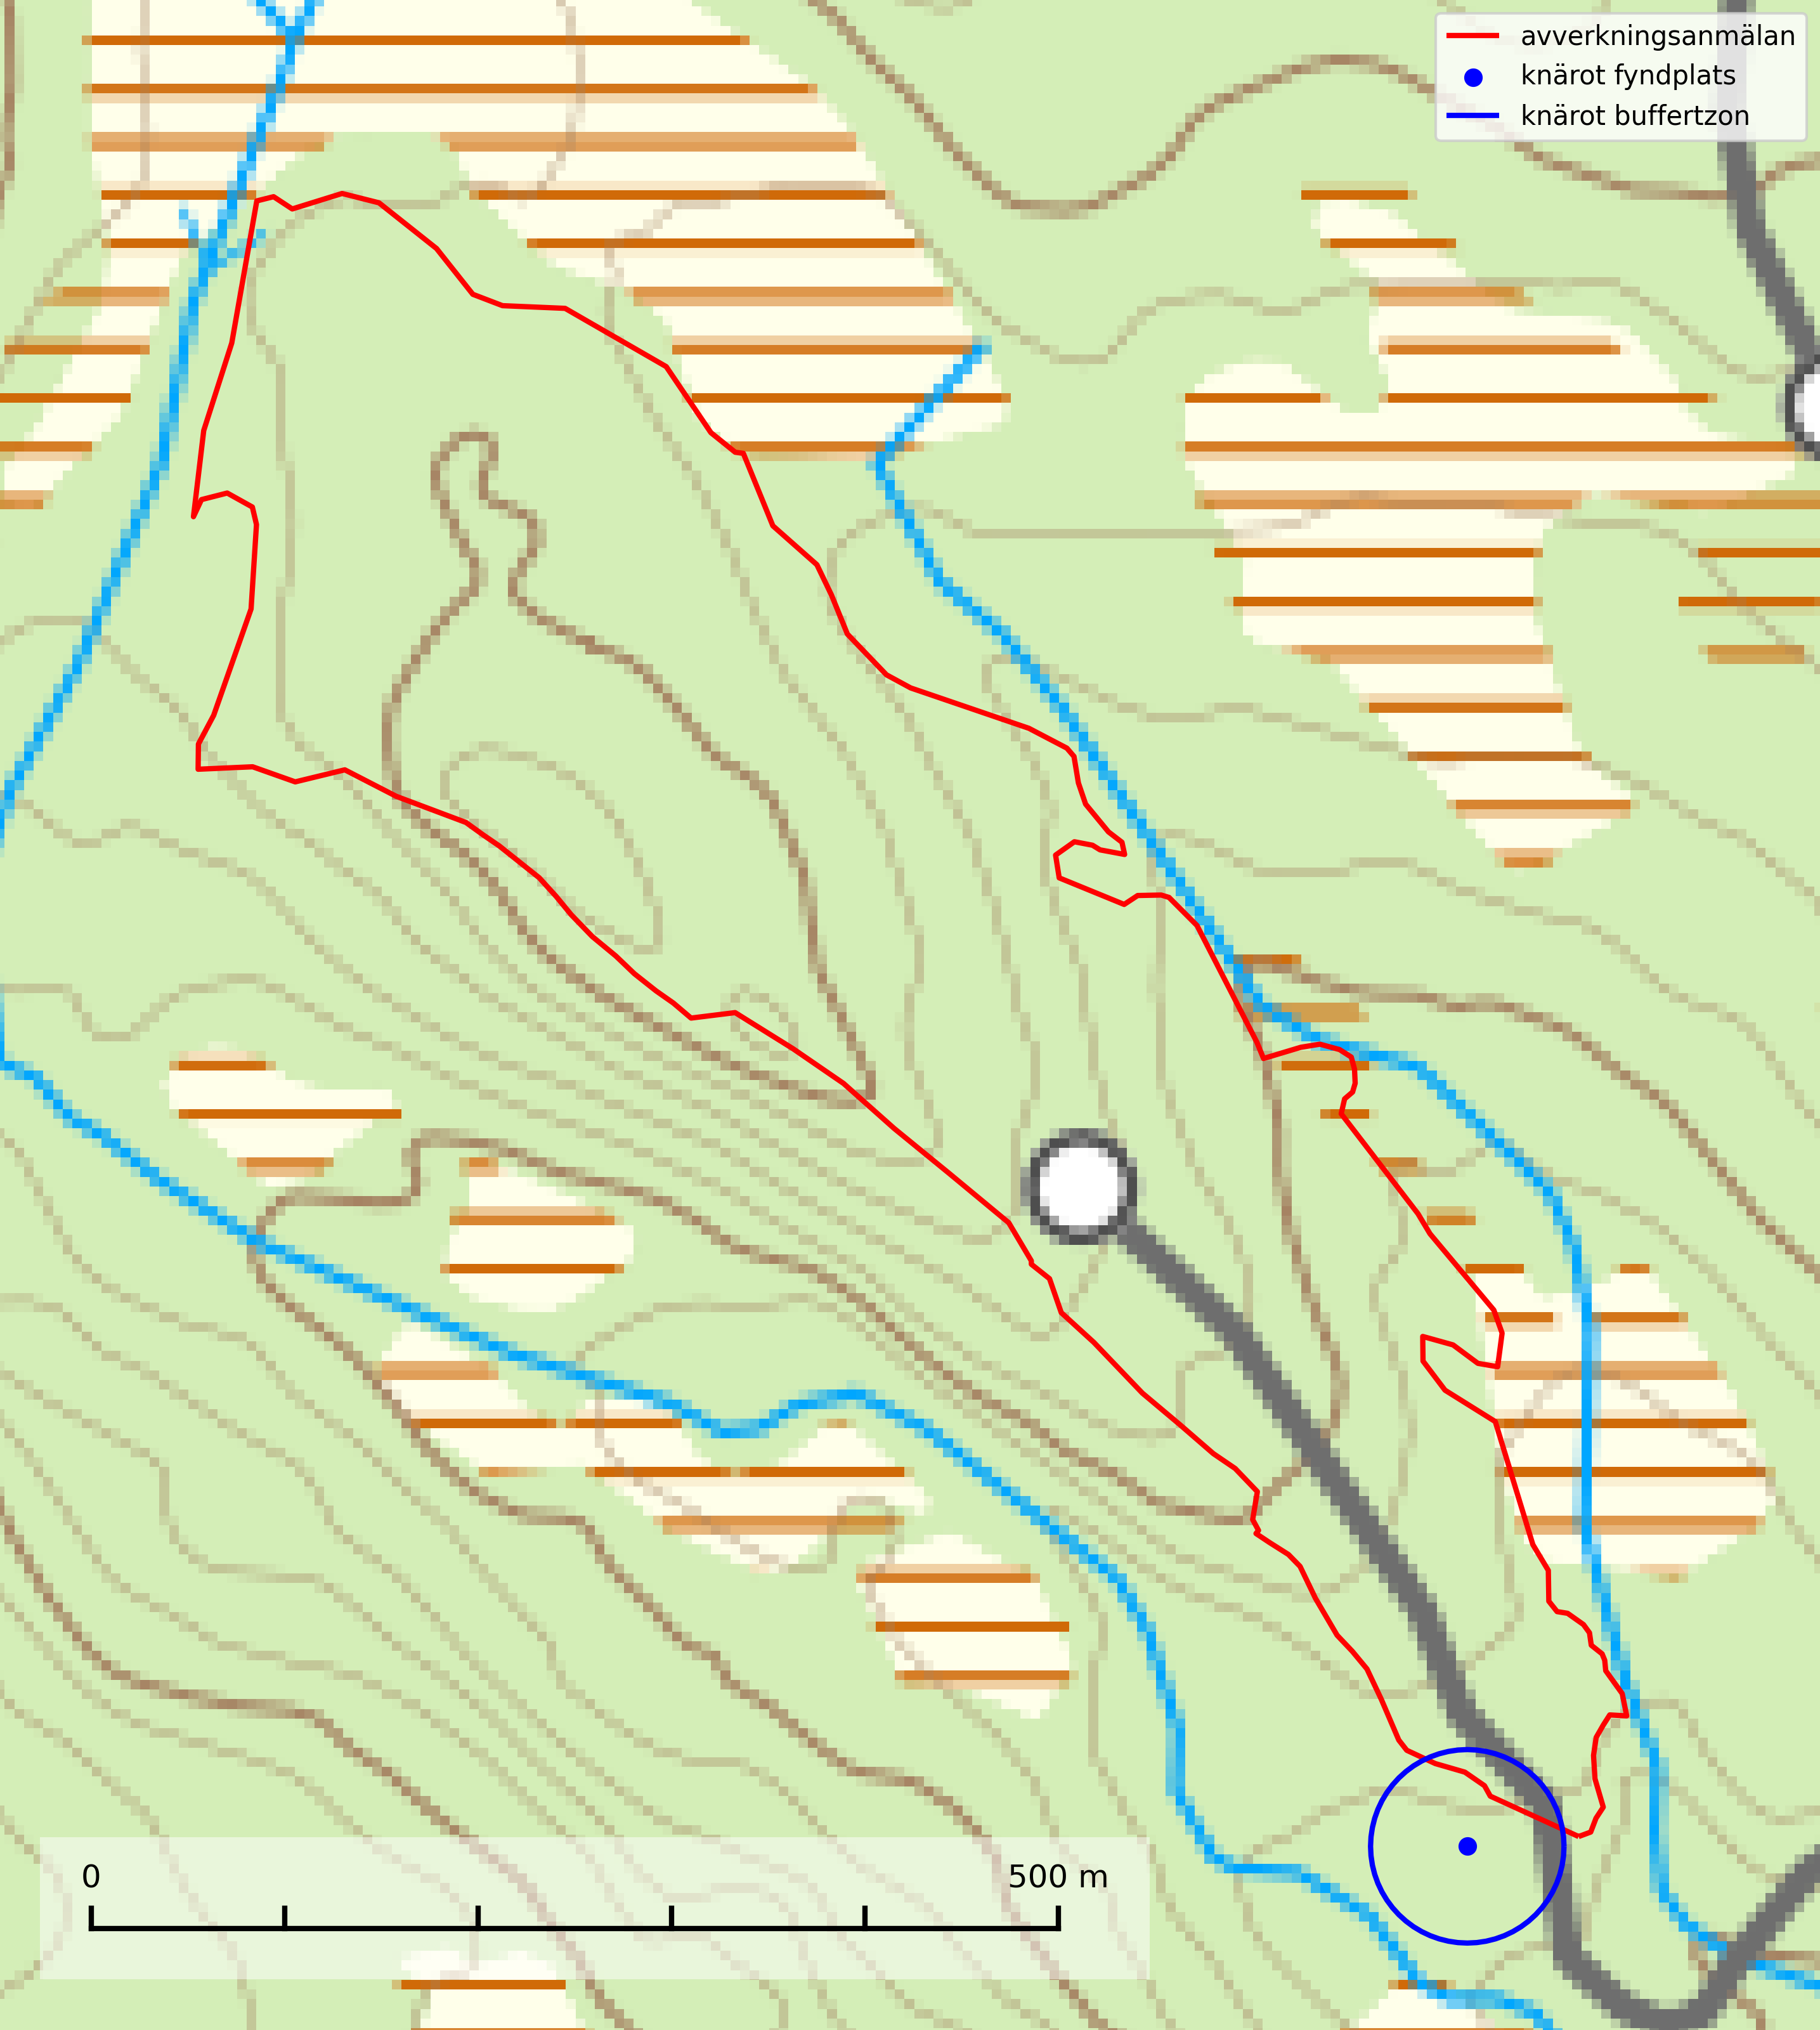 avverkningsanmälan
knärot fyndplats
knärot buffertzon
0 500 m